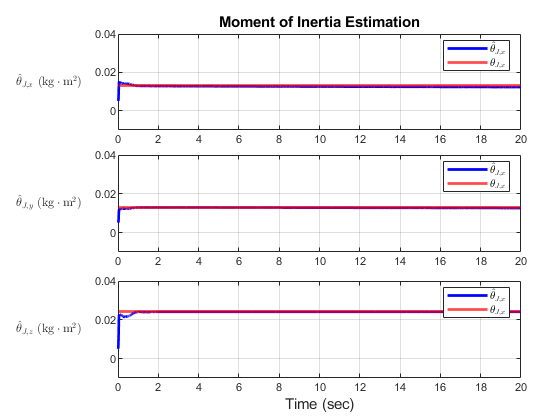 Moment of Inertia Estimation
0.04
0.02
0
θ̂_{J,x} (kg · m²)
θ̂_{J,x}
θ_{J,x}
0 2 4 6 8 10 12 14 16 18 20
0.04
0.02
0
θ̂_{J,y} (kg · m²)
θ̂_{J,x}
θ_{J,x}
0 2 4 6 8 10 12 14 16 18 20
0.04
0.02
0
θ̂_{J,z} (kg · m²)
θ̂_{J,x}
θ_{J,x}
0 2 4 6 8 10 12 14 16 18 20
Time (sec)